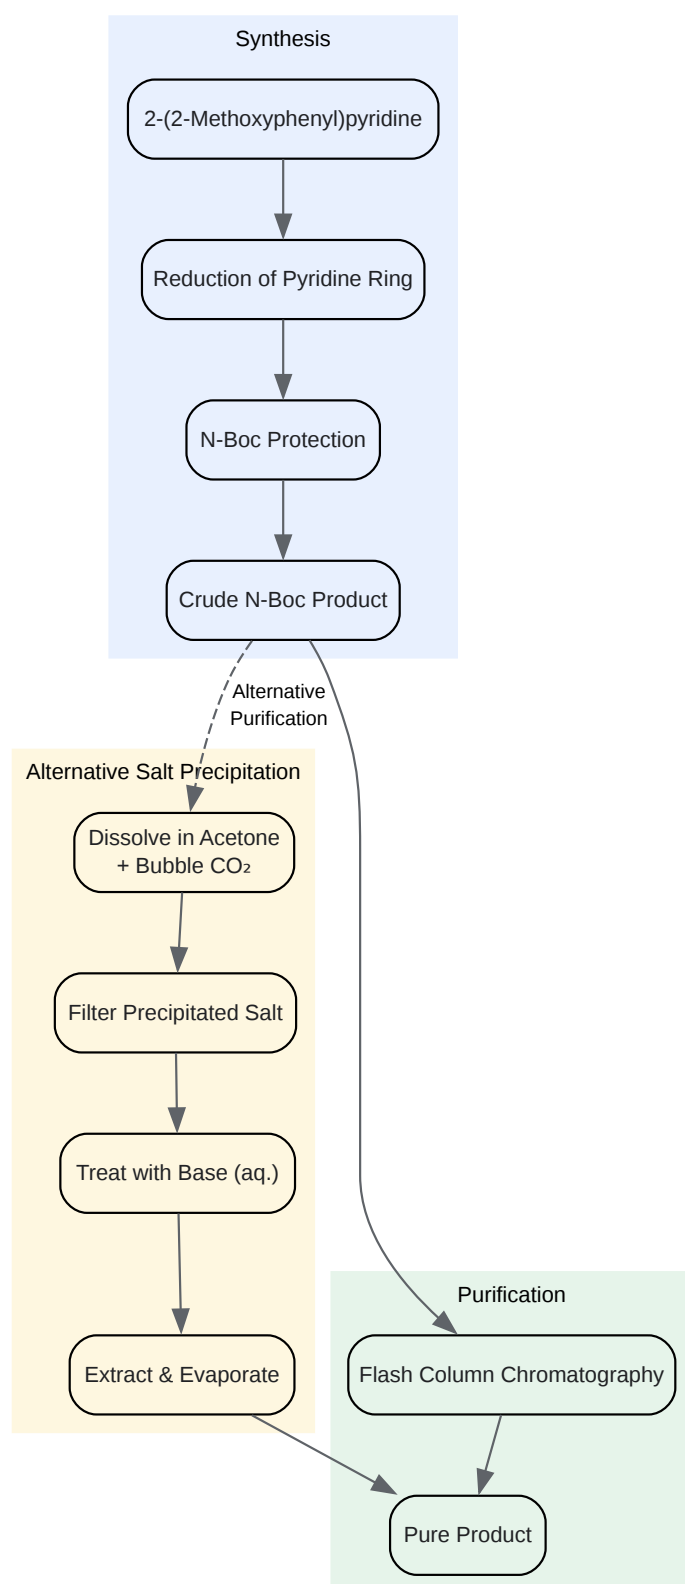 Synthesis
2-(2-Methoxyphenyl)pyridine
Reduction of Pyridine Ring
N-Boc Protection
Crude N-Boc Product
Alternative
Purification
Alternative Salt Precipitation
Dissolve in Acetone
+ Bubble CO₂
Filter Precipitated Salt
Treat with Base (aq.)
Extract & Evaporate
Purification
Flash Column Chromatography
Pure Product